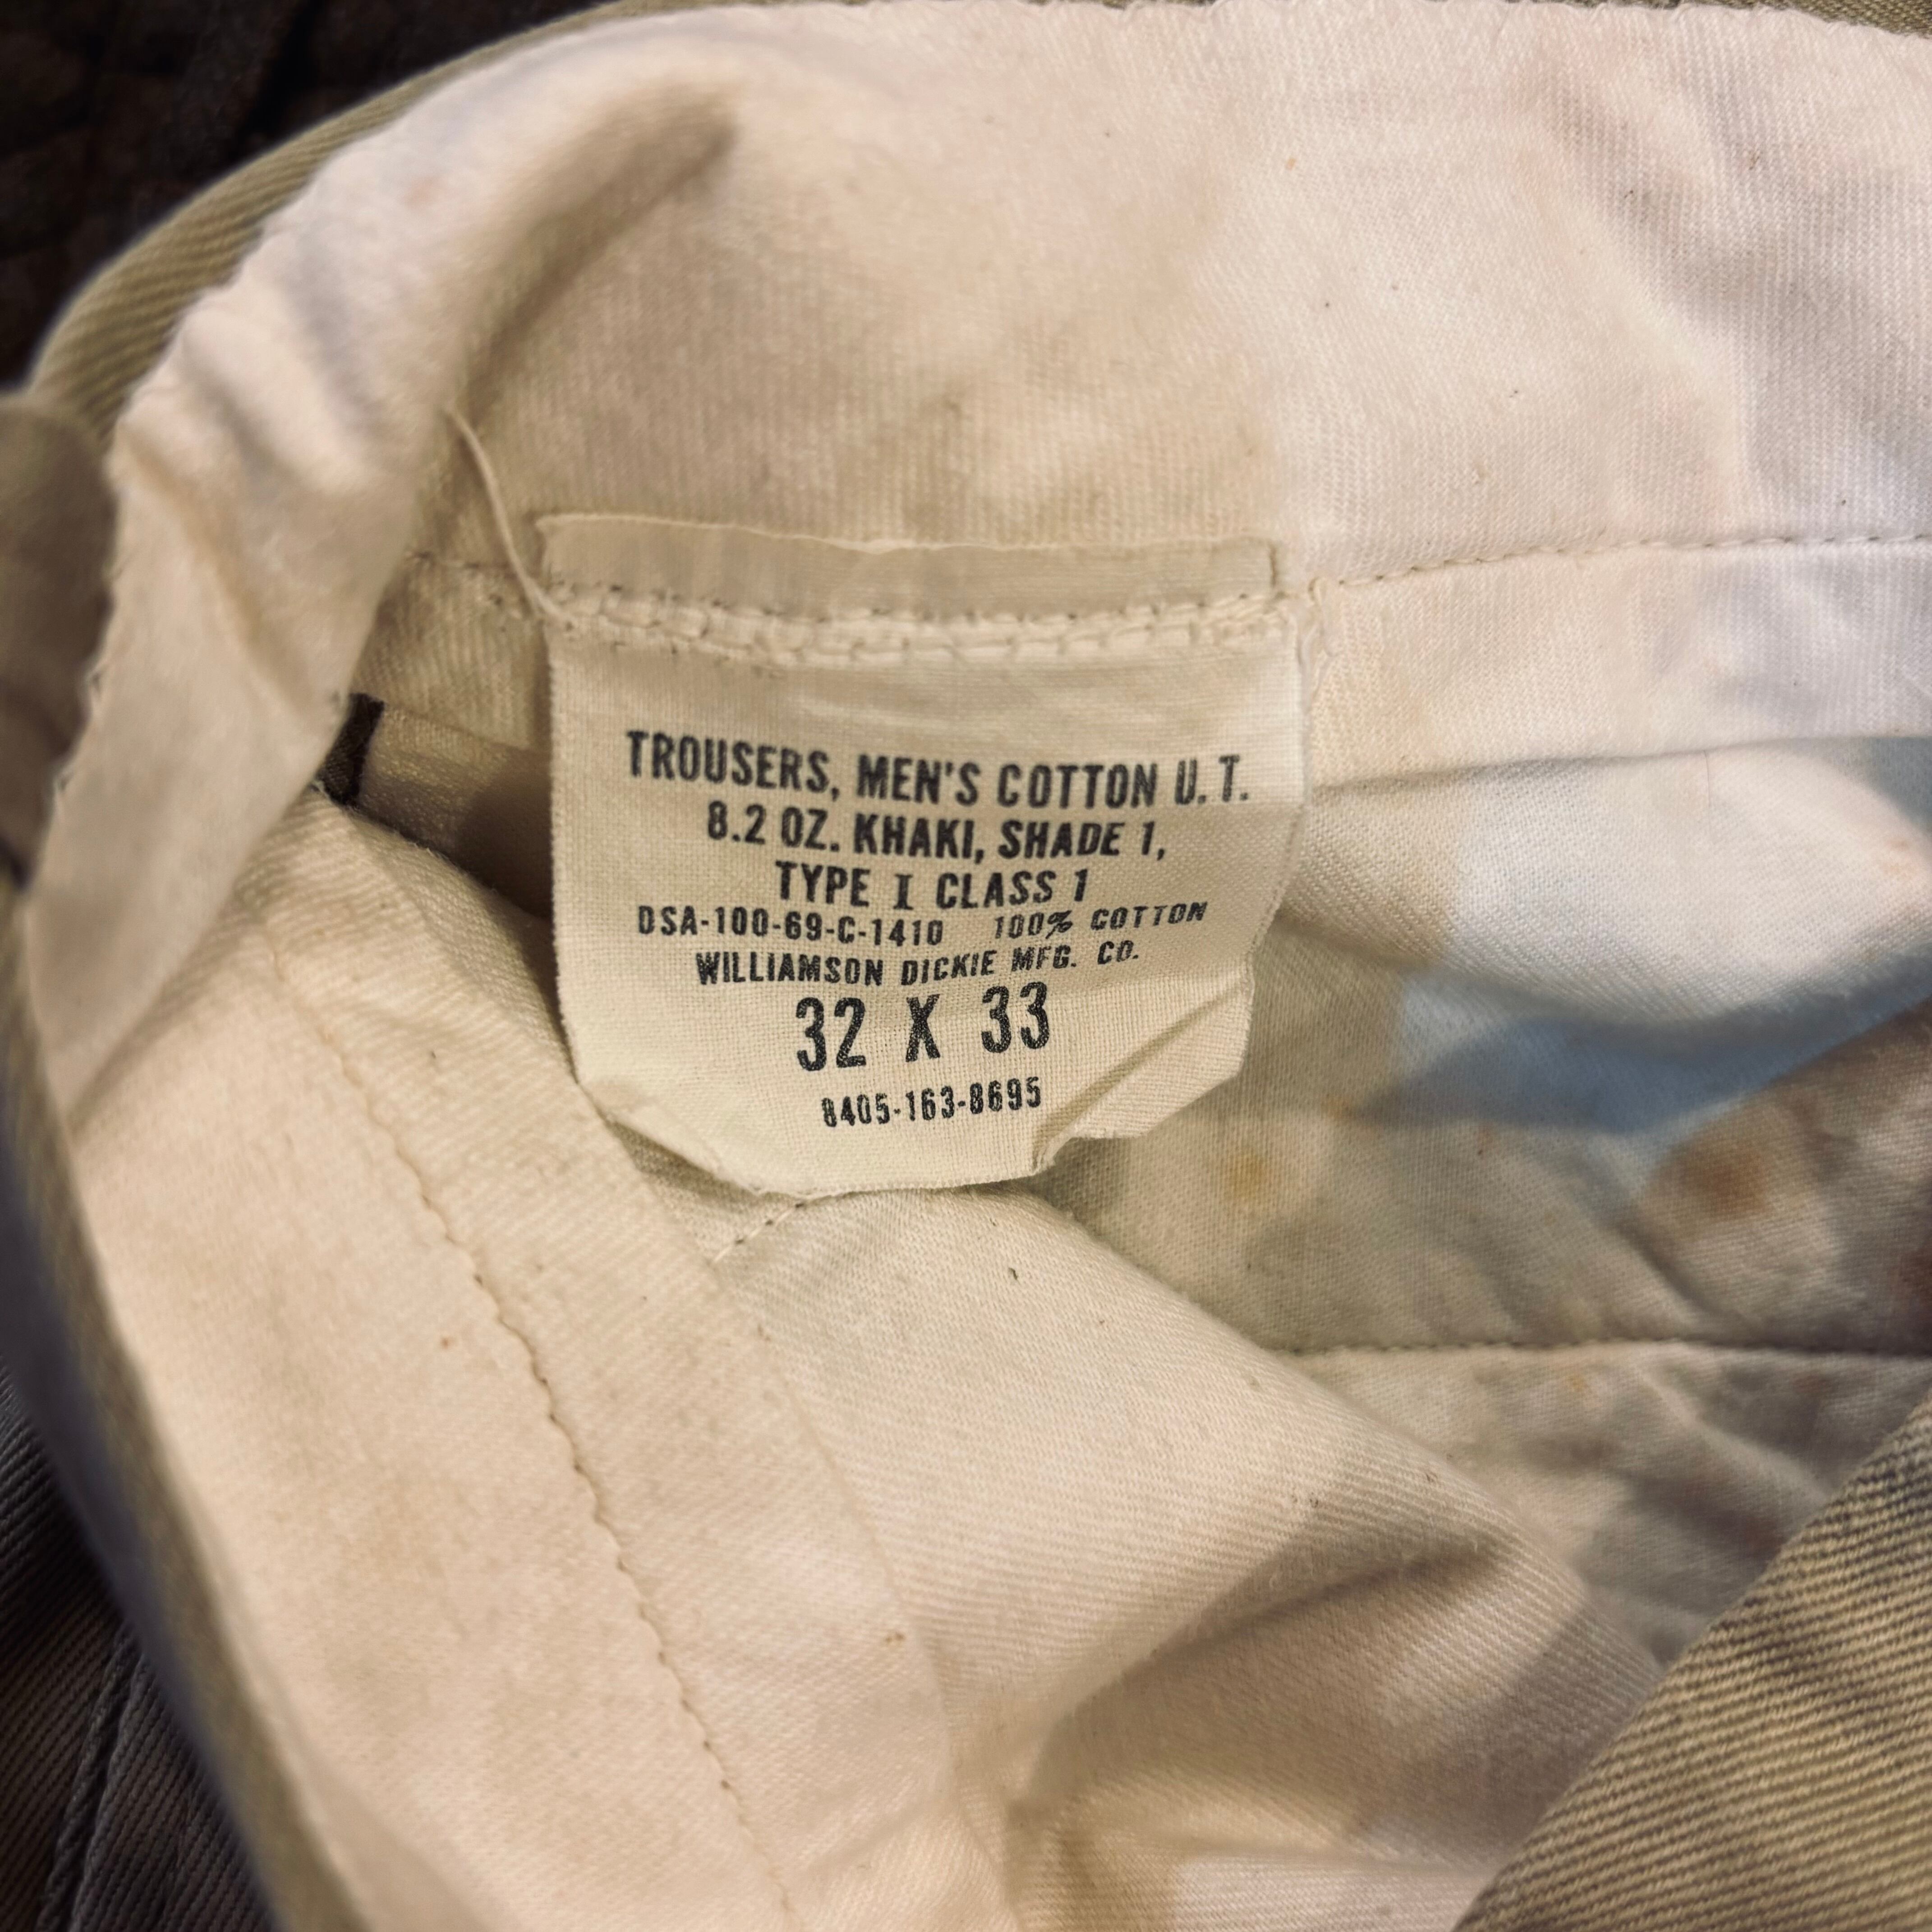 TROUSERS, MEN'S COTTON U.T.
8.2 OZ. KHAKI, SHADE 1,
TYPE I CLASS 1
DSA-100-69-C-1410 100% COTTON
WILLIAMSON DICKIE MFG. CO.
32 X 33
8405-163-8695